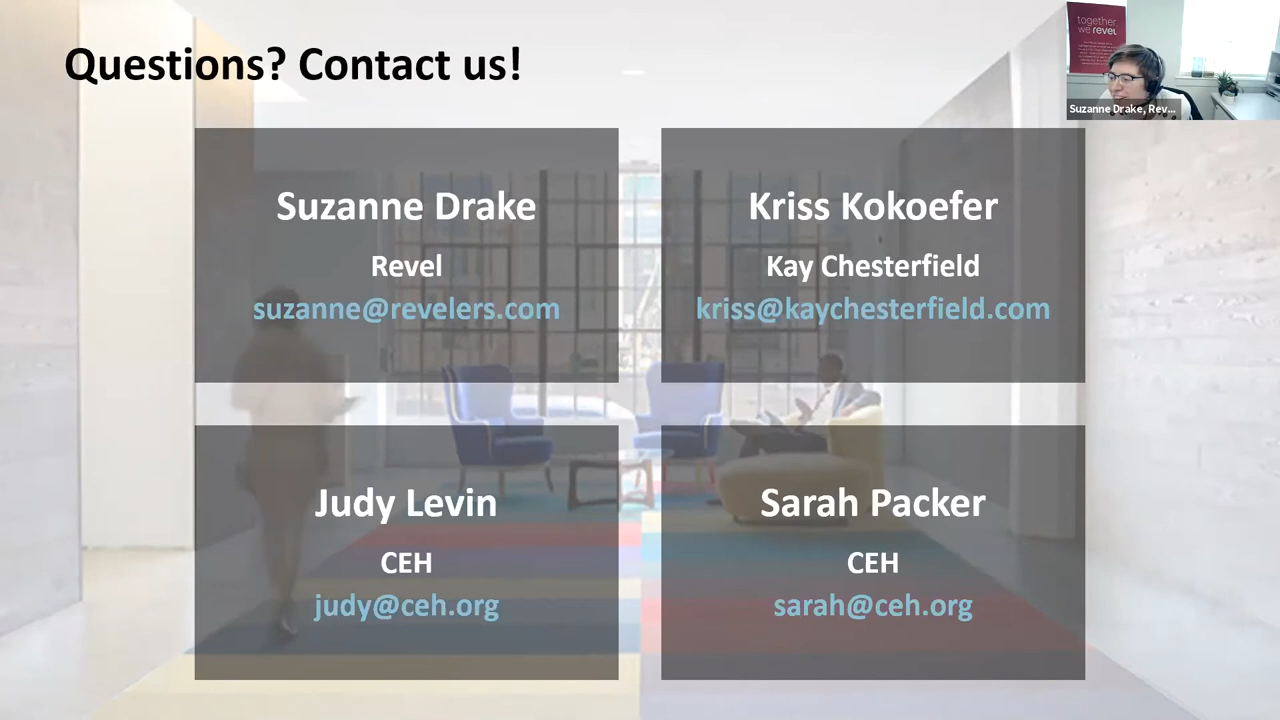 Questions? Contact us!
together,
we revel
Suzanne Drake, Rev...
Suzanne Drake
Revel
suzanne@revelers.com
Kriss Kokoefer
Kay Chesterfield
kriss@kaychesterfield.com
Judy Levin
CEH
judy@ceh.org
Sarah Packer
CEH
sarah@ceh.org